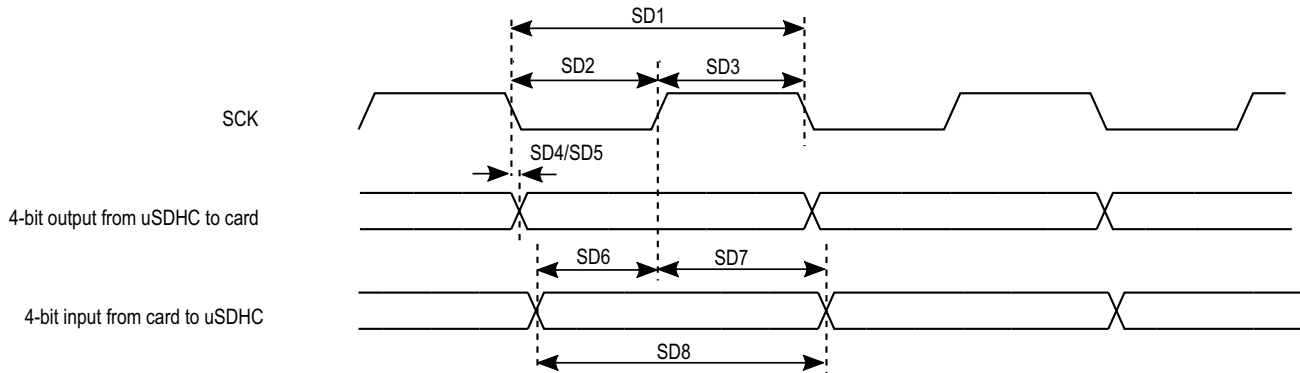 SD1
SD2
SD3
SCK
SD4/SD5
4-bit output from uSDHC to card
SD6
SD7
4-bit input from card to uSDHC
SD8